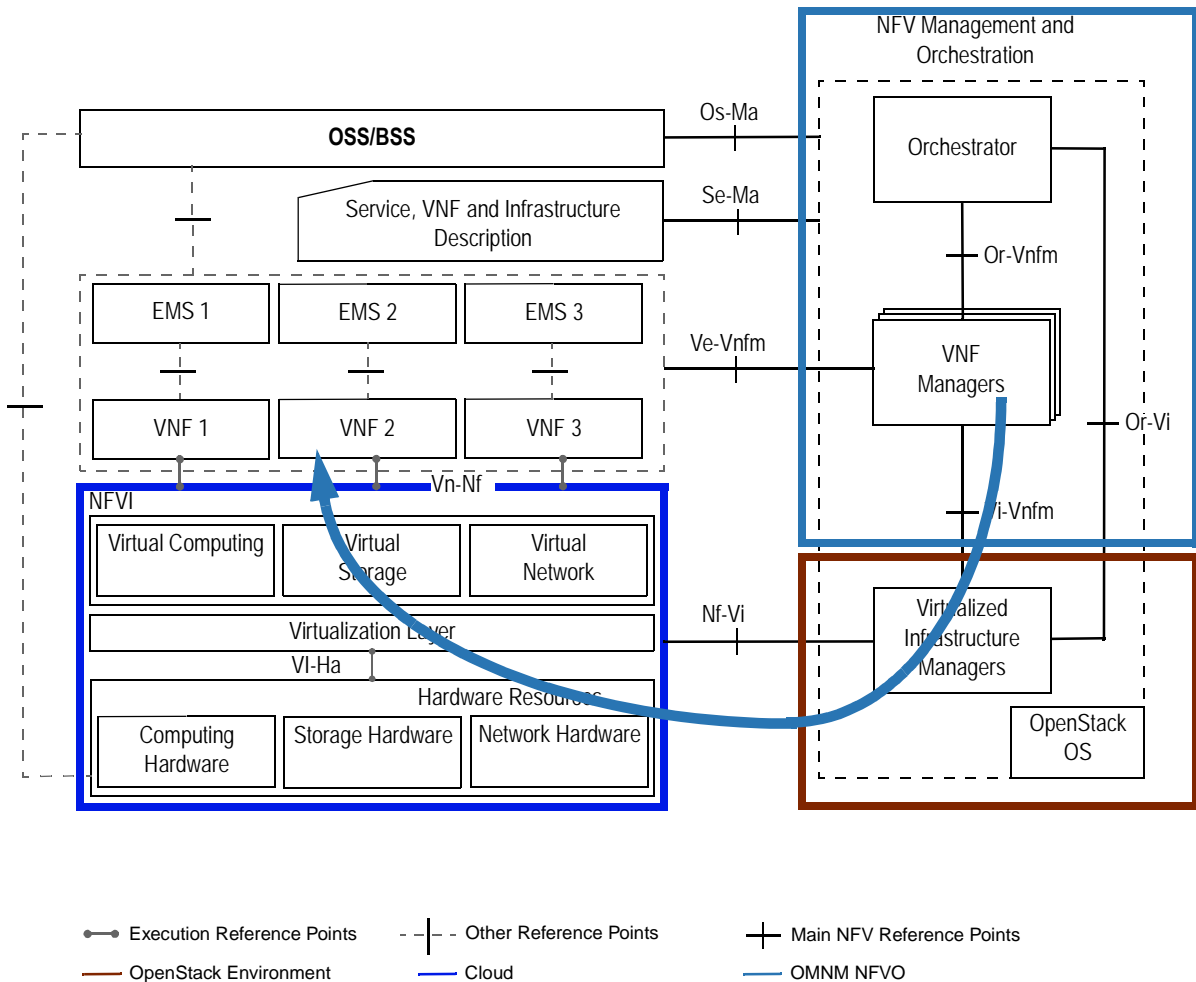 NFV Management and
Orchestration
OSS/BSS
Os-Ma
Orchestrator
Service, VNF and Infrastructure
Description
Se-Ma
Or-Vnfm
EMS 1
EMS 2
EMS 3
Ve-Vnfm
VNF
Managers
VNF 1
VNF 2
VNF 3
Or-Vi
Vn-Nf
NFVI
Vi-Vnfm
Virtual Computing
Virtual
Storage
Virtual
Network
Virtualization Layer
Nf-Vi
Virtualized
Infrastructure
Managers
VI-Ha
Hardware Resources
Computing
Hardware
Storage Hardware
Network Hardware
OpenStack
OS
Execution Reference Points
Other Reference Points
Main NFV Reference Points
OpenStack Environment
Cloud
OMNM NFVO